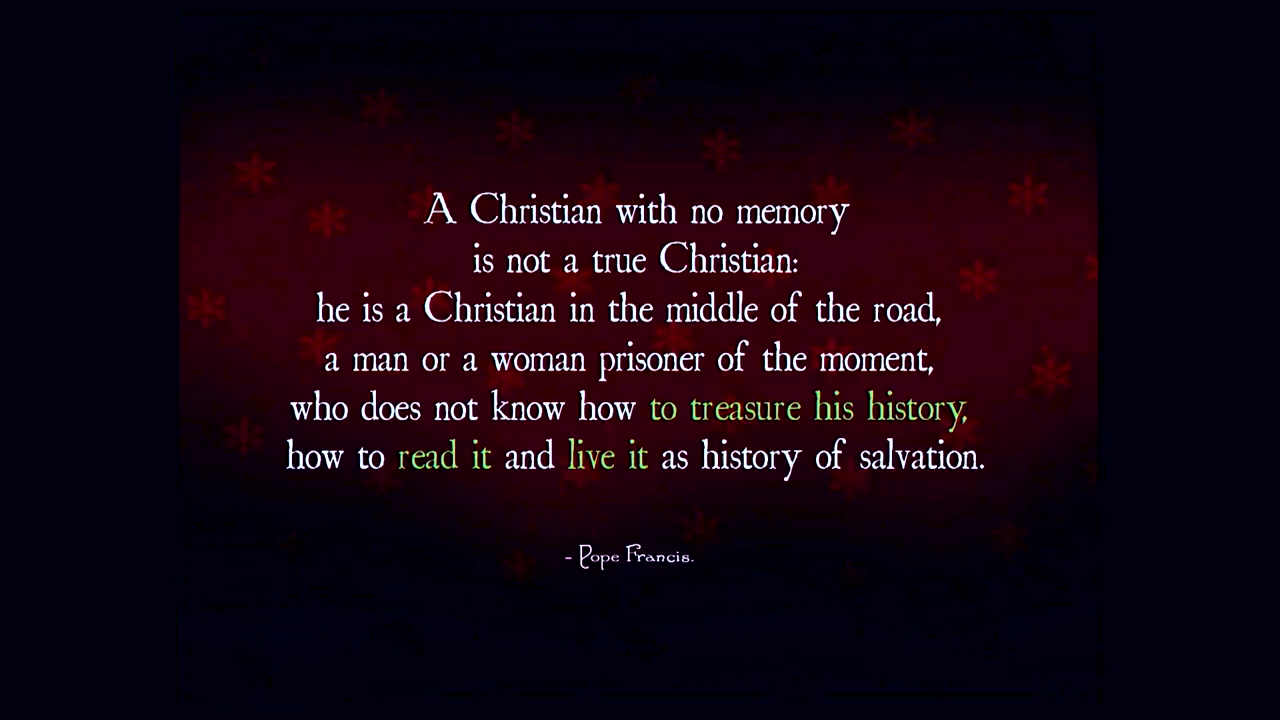 A Christian with no memory
is not a true Christian:
he is a Christian in the middle of the road,
a man or a woman prisoner of the moment,
who does not know how to treasure his history,
how to read it and live it as history of salvation.
- Pope Francis.